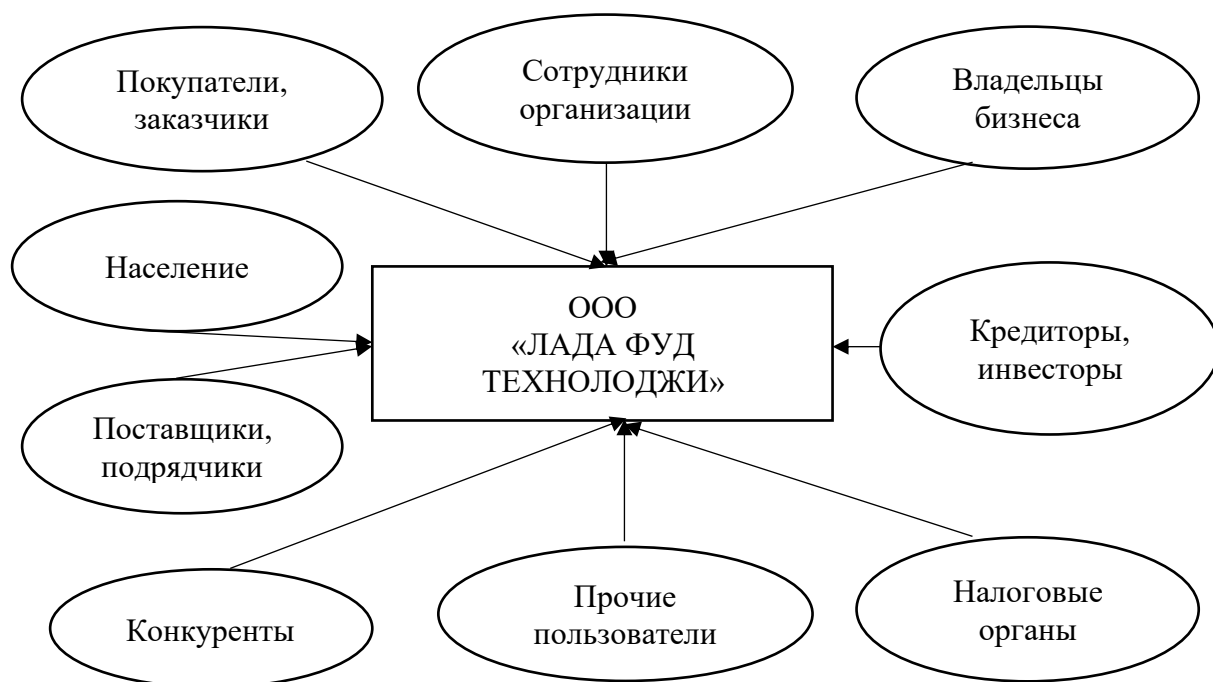 Покупатели,
заказчики
Сотрудники
организации
Владельцы
бизнеса
Население
ООО
«ЛАДА ФУД
ТЕХНОЛОДЖИ»
Кредиторы,
инвесторы
Поставщики,
подрядчики
Конкуренты
Прочие
пользователи
Налоговые
органы